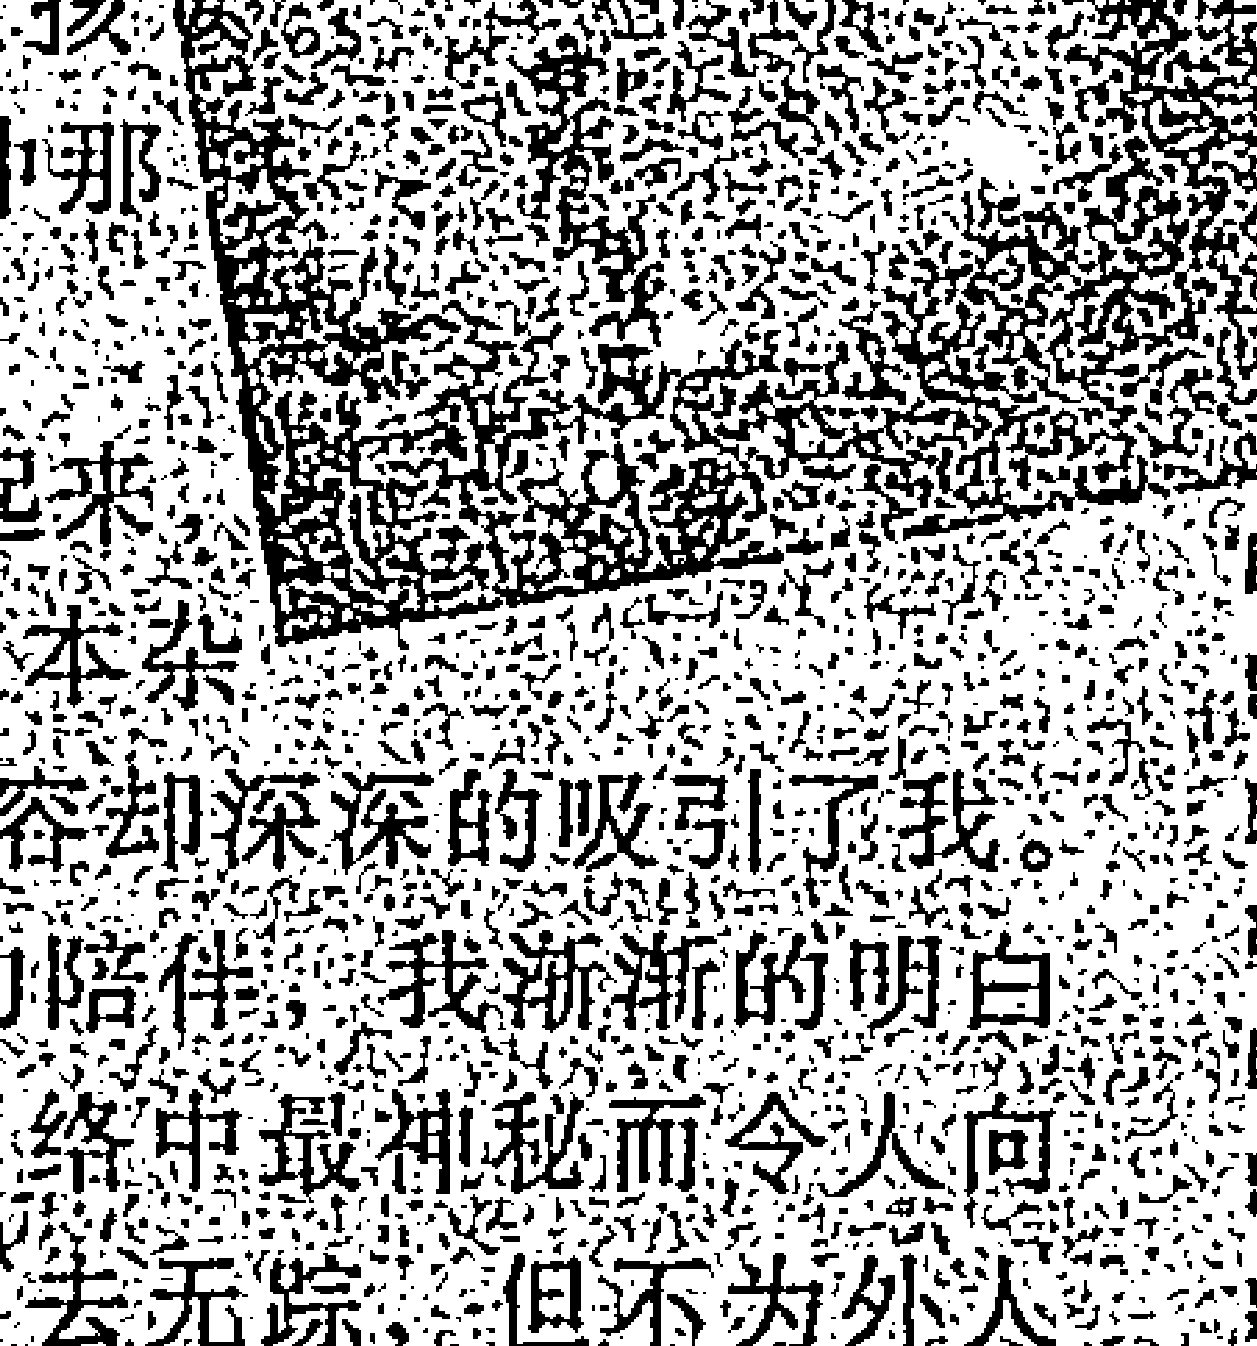 孩
那
起来
本杂
容却深深的吸引了我。
陪伴，我渐渐的明白
络中最神秘而令人向
去无踪，但不为外人